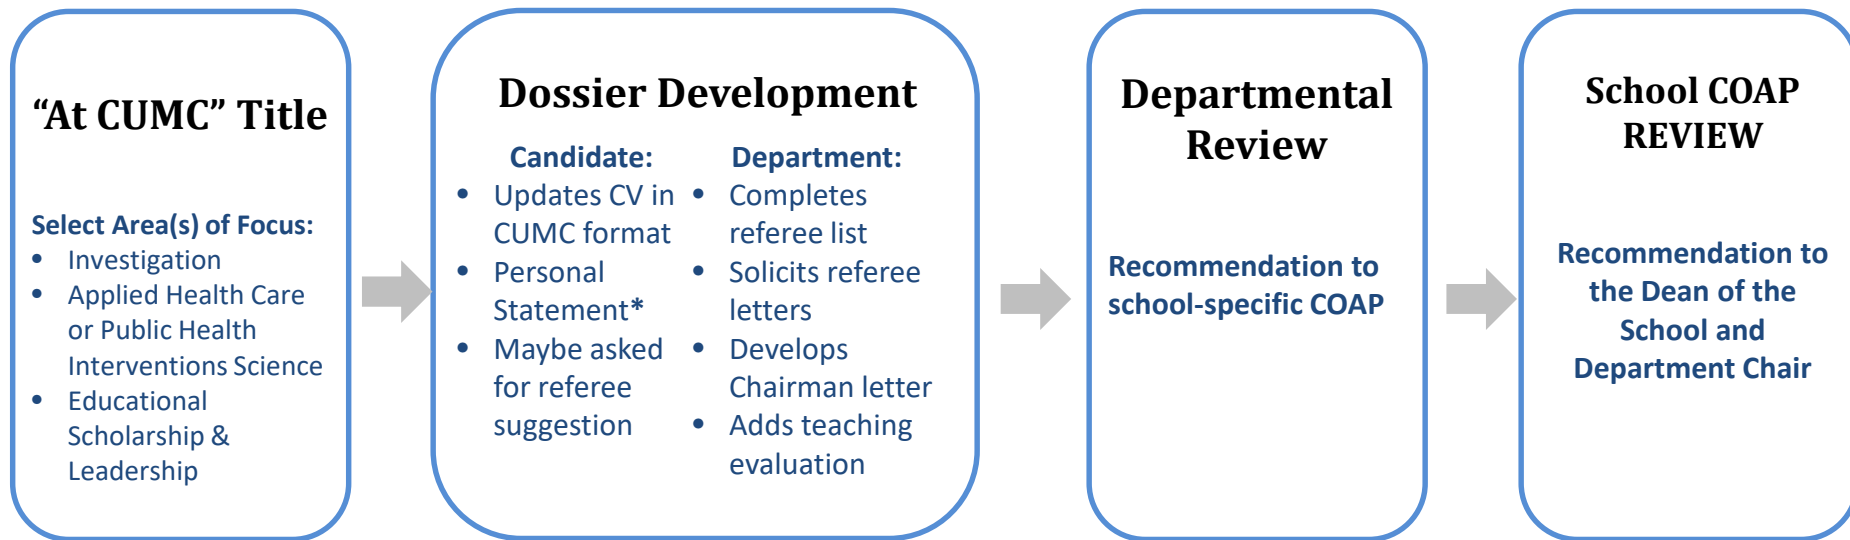 “At CUMC” Title
Select Area(s) of Focus:
• Investigation
• Applied Health Care
or Public Health
Interventions Science
• Educational
Scholarship &
Leadership
Dossier Development
Candidate:
• Updates CV in
CUMC format
• Personal
Statement*
• Maybe asked
for referee
suggestion
Department:
• Completes
referee list
• Solicits referee
letters
• Develops
Chairman letter
• Adds teaching
evaluation
Departmental
Review
Recommendation to
school-specific COAP
School COAP
REVIEW
Recommendation to
the Dean of the
School and
Department Chair